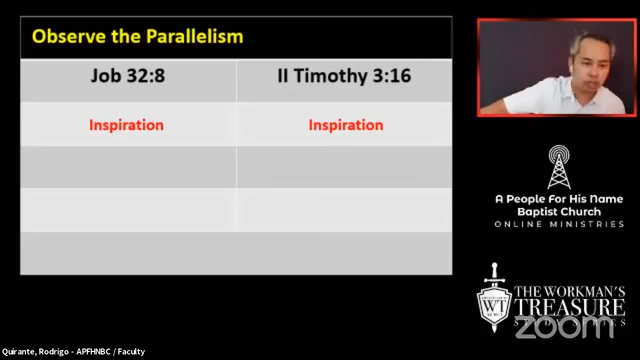 Observe the Parallelism
Job 32:8
II Timothy 3:16
Inspiration
Inspiration
A People For His Name
Baptist Church
ONLINE MINISTRIES
WT
THE WORKMAN'S
TREASURE
zoom
Quirante, Rodrigo - APFHNBC / Faculty